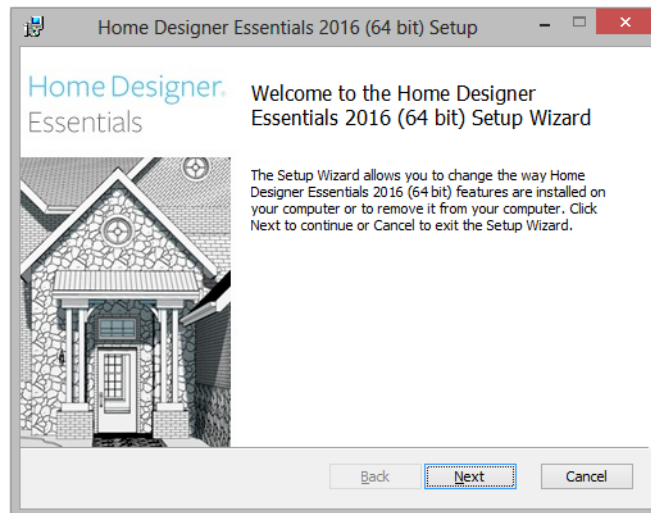 Home Designer Essentials 2016 (64 bit) Setup
Home Designer.
Essentials
Welcome to the Home Designer
Essentials 2016 (64 bit) Setup Wizard
The Setup Wizard allows you to change the way Home
Designer Essentials 2016 (64 bit) features are installed on
your computer or to remove it from your computer. Click
Next to continue or Cancel to exit the Setup Wizard.
Back
Next
Cancel